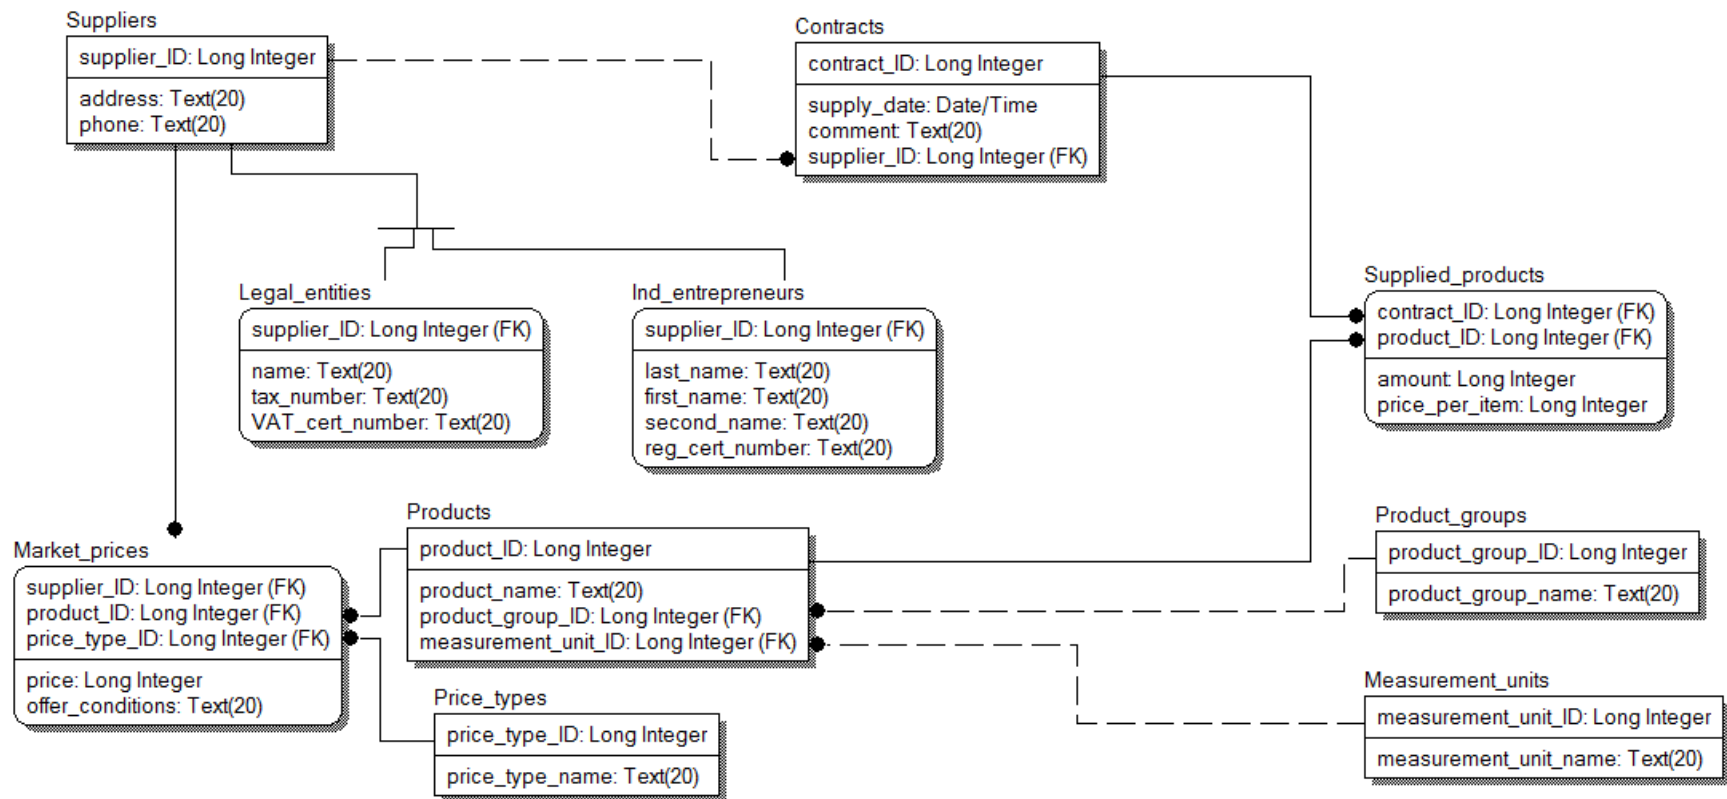 Suppliers
supplier_ID: Long Integer
address: Text(20)
phone: Text(20)
Contracts
contract_ID: Long Integer
supply_date: Date/Time
comment: Text(20)
supplier_ID: Long Integer (FK)
Legal_entities
supplier_ID: Long Integer (FK)
name: Text(20)
tax_number: Text(20)
VAT_cert_number: Text(20)
Ind_entrepreneurs
supplier_ID: Long Integer (FK)
last_name: Text(20)
first_name: Text(20)
second_name: Text(20)
reg_cert_number: Text(20)
Supplied_products
contract_ID: Long Integer (FK)
product_ID: Long Integer (FK)
amount: Long Integer
price_per_item: Long Integer
Market_prices
supplier_ID: Long Integer (FK)
product_ID: Long Integer (FK)
price_type_ID: Long Integer (FK)
price: Long Integer
offer_conditions: Text(20)
Products
product_ID: Long Integer
product_name: Text(20)
product_group_ID: Long Integer (FK)
measurement_unit_ID: Long Integer (FK)
Product_groups
product_group_ID: Long Integer
product_group_name: Text(20)
Price_types
price_type_ID: Long Integer
price_type_name: Text(20)
Measurement_units
measurement_unit_ID: Long Integer
measurement_unit_name: Text(20)